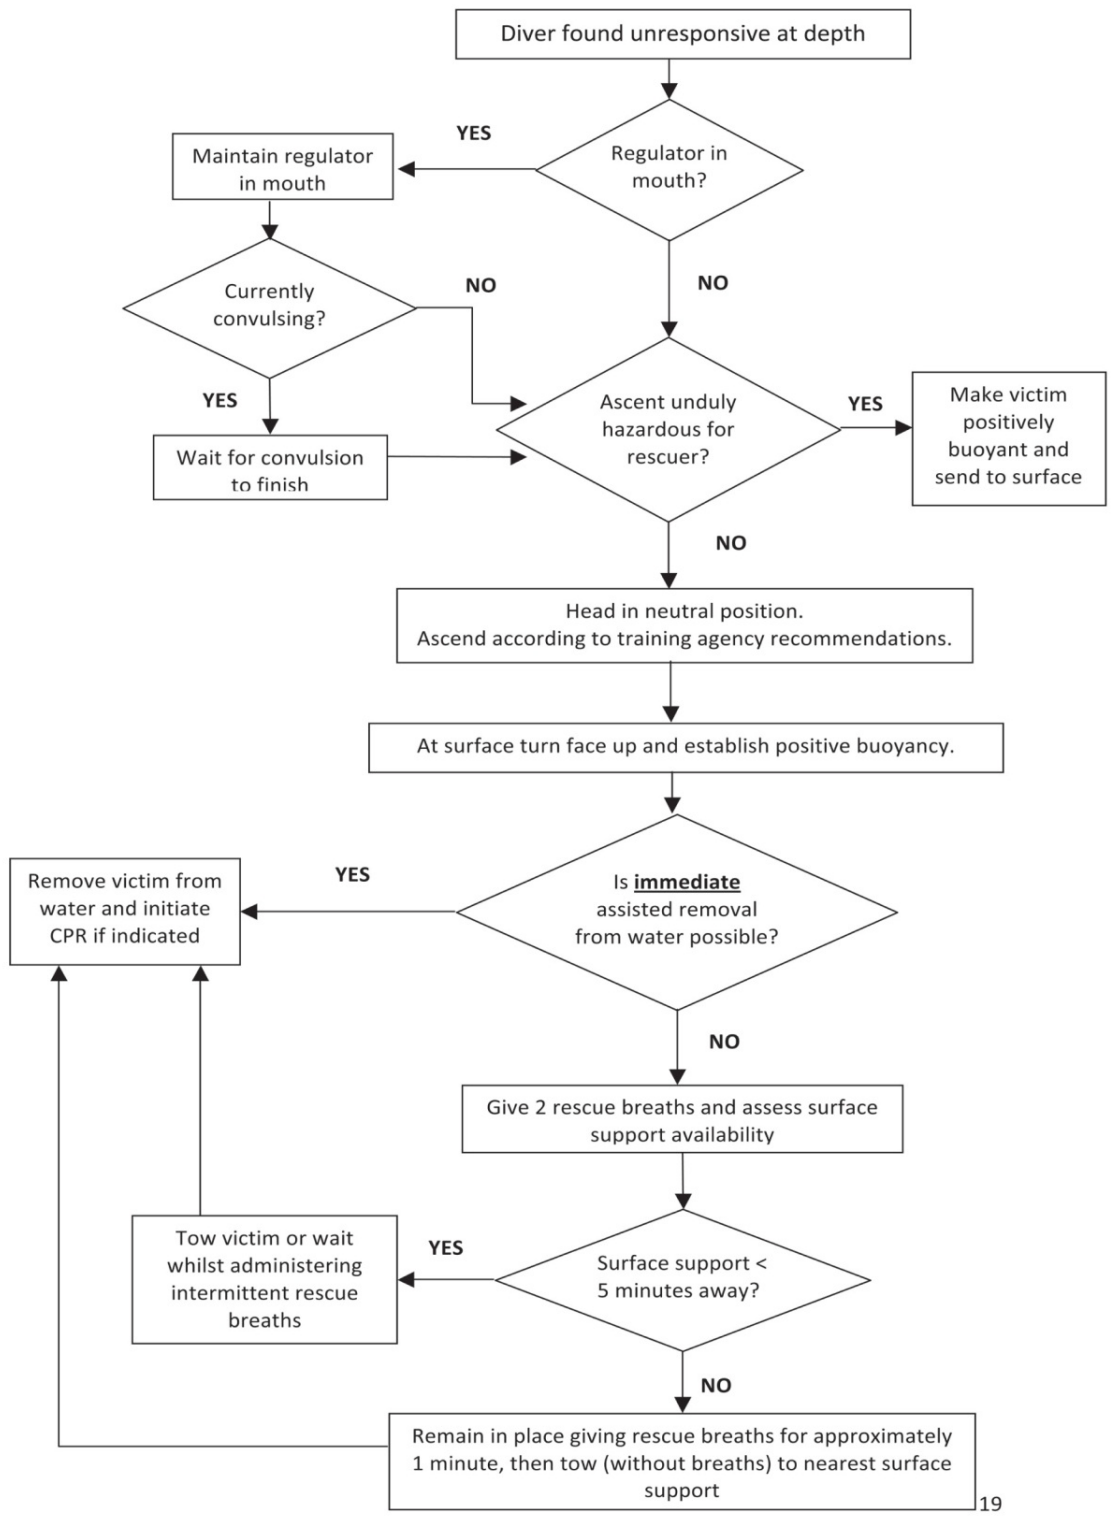 Diver found unresponsive at depth
YES
Regulator in
mouth?
Maintain regulator
in mouth
NO
Currently
convulsing?
NO
YES
Wait for convulsion
to finish
Ascent unduly
hazardous for
rescuer?
YES
Make victim
positively
buoyant and
send to surface
NO
Head in neutral position.
Ascend according to training agency recommendations.
At surface turn face up and establish positive buoyancy.
Is immediate
assisted removal
from water possible?
YES
Remove victim from
water and initiate
CPR if indicated
NO
Give 2 rescue breaths and assess surface
support availability
Surface support <
5 minutes away?
YES
Tow victim or wait
whilst administering
intermittent rescue
breaths
NO
Remain in place giving rescue breaths for approximately
1 minute, then tow (without breaths) to nearest surface
support
19